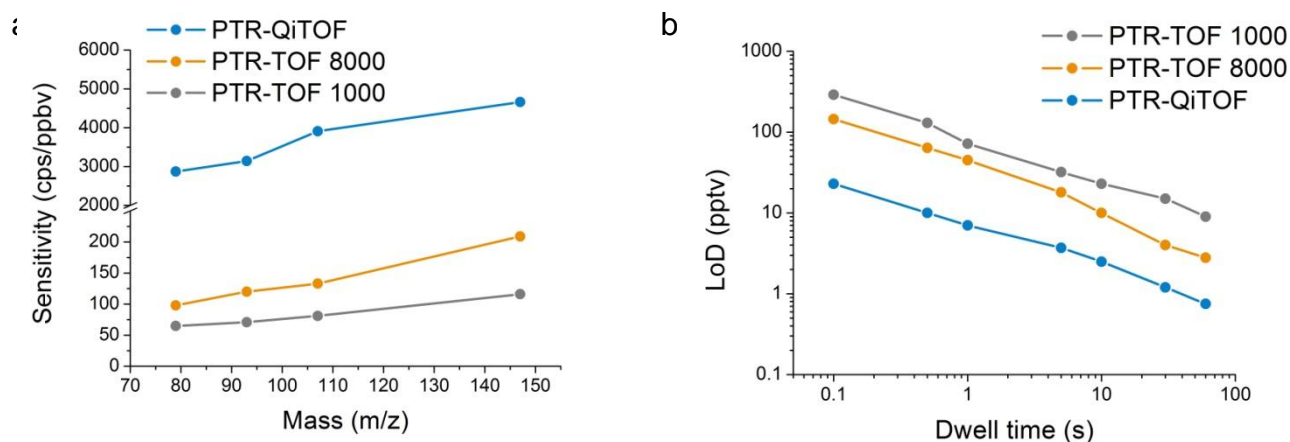 PTR-QiTOF
PTR-TOF 8000
PTR-TOF 1000
6000
5000
4000
3000
2000
200
150
100
50
0
Sensitivity (cps/ppbv)
70 80 90 100 110 120 130 140 150
Mass (m/z)
b
PTR-TOF 1000
PTR-TOF 8000
PTR-QiTOF
1000
100
10
1
0.1
LoD (pptv)
0.1 1 10 100
Dwell time (s)